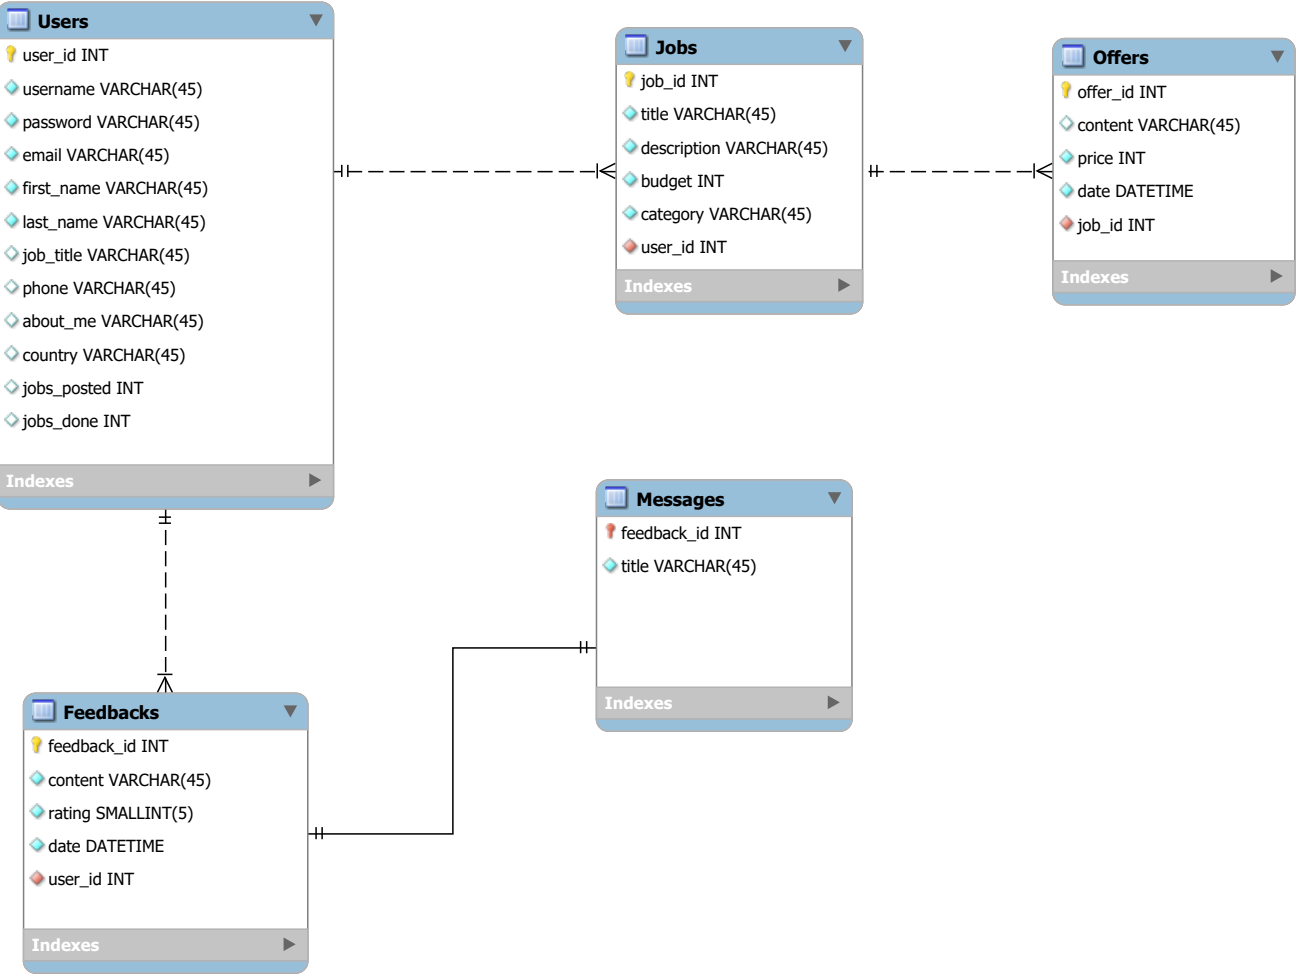 Users
user_id INT
username VARCHAR(45)
password VARCHAR(45)
email VARCHAR(45)
first_name VARCHAR(45)
last_name VARCHAR(45)
job_title VARCHAR(45)
phone VARCHAR(45)
about_me VARCHAR(45)
country VARCHAR(45)
jobs_posted INT
jobs_done INT
Indexes
Jobs
job_id INT
title VARCHAR(45)
description VARCHAR(45)
budget INT
category VARCHAR(45)
user_id INT
Indexes
Offers
offer_id INT
content VARCHAR(45)
price INT
date DATETIME
job_id INT
Indexes
Messages
feedback_id INT
title VARCHAR(45)
Indexes
Feedbacks
feedback_id INT
content VARCHAR(45)
rating SMALLINT(5)
date DATETIME
user_id INT
Indexes